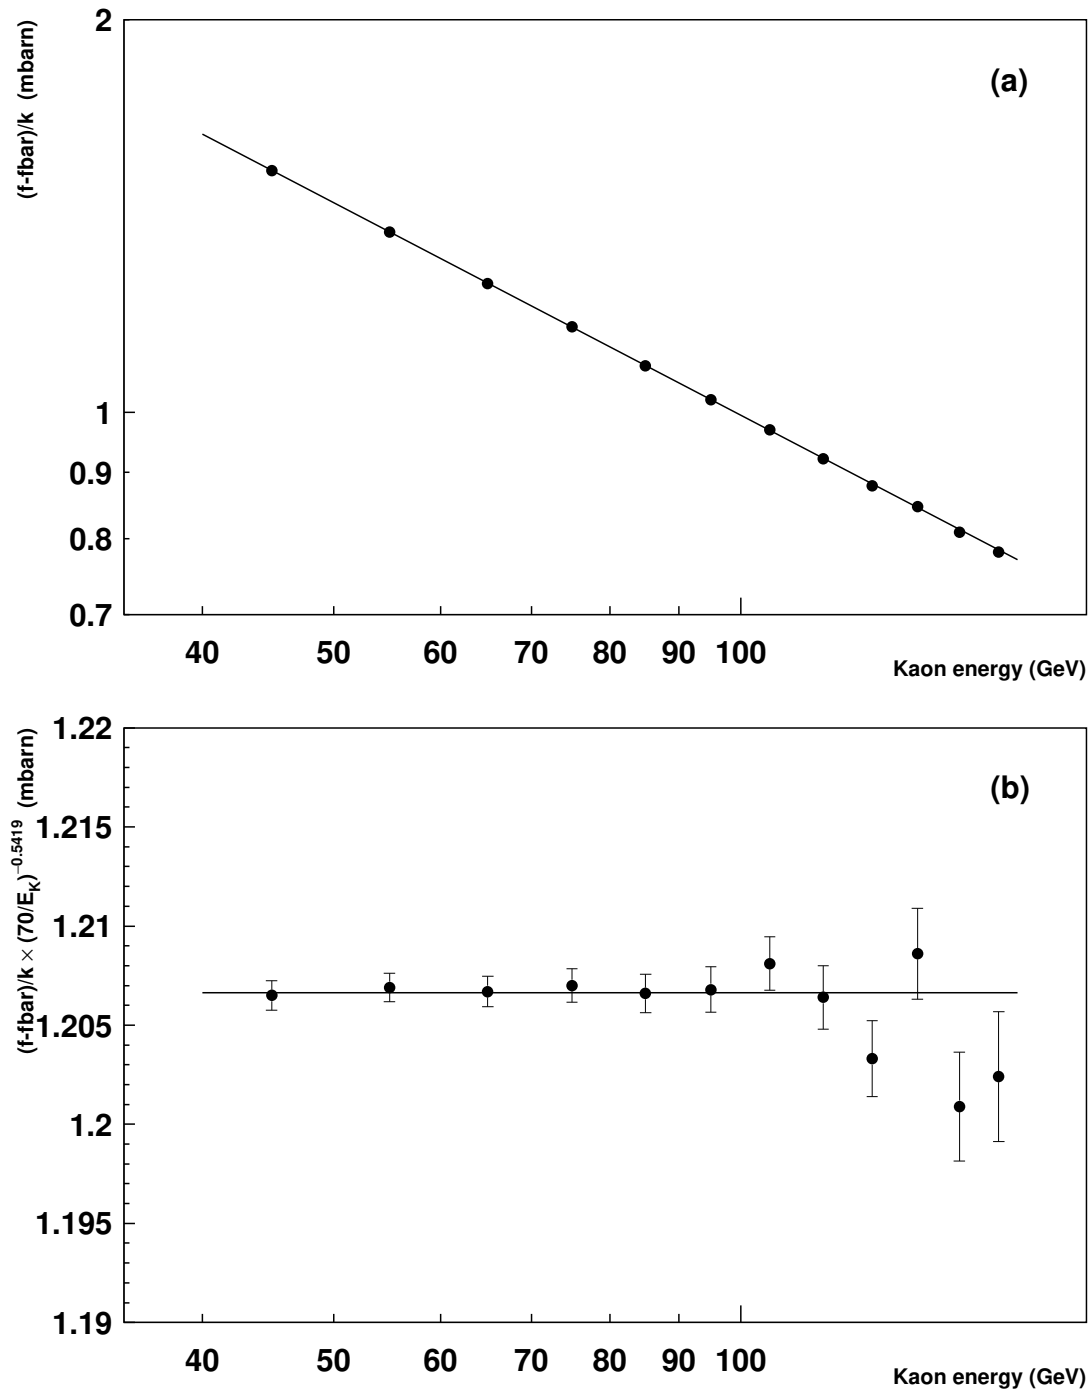 (f-fbar)/k (mbarn)
(a)
2
1
0.9
0.8
0.7
40 50 60 70 80 90 100
Kaon energy (GeV)
(f-fbar)/k × (70/E_K)^−0.5419 (mbarn)
(b)
1.22
1.215
1.21
1.205
1.2
1.195
1.19
40 50 60 70 80 90 100
Kaon energy (GeV)